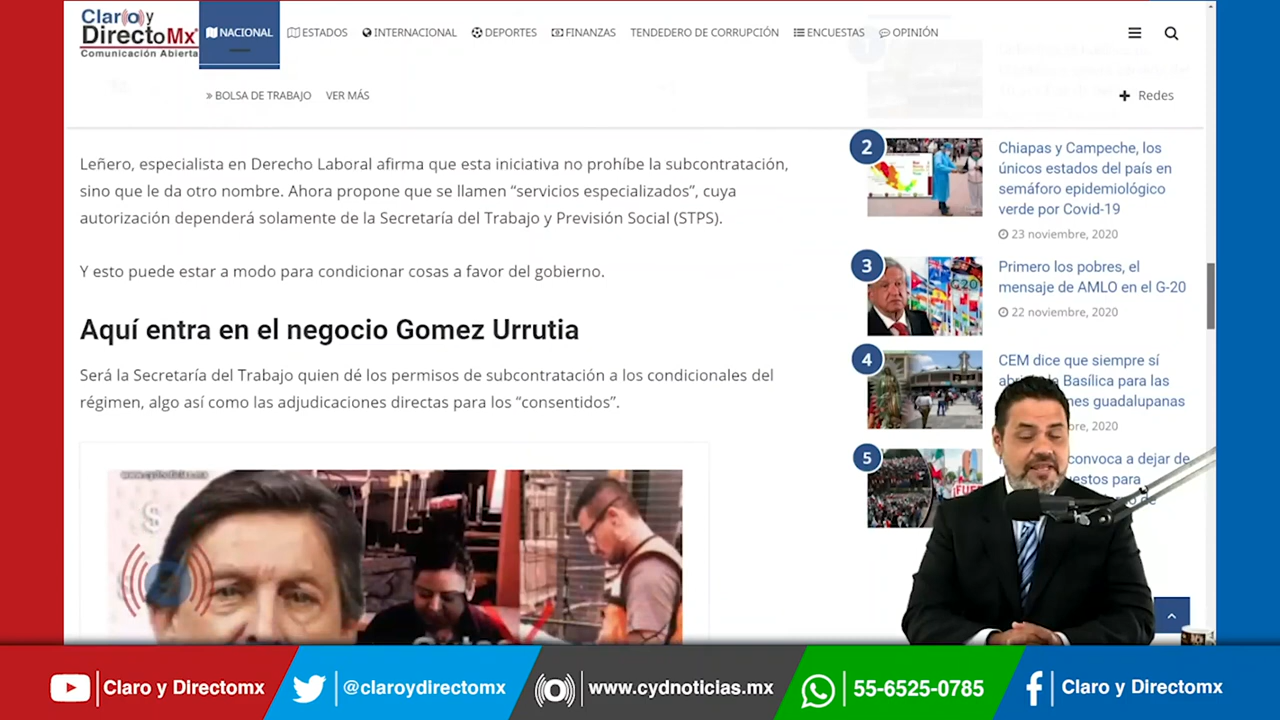 Claro y
DirectoMx
Comunicación Abierta
NACIONAL
ESTADOS
INTERNACIONAL
DEPORTES
FINANZAS
TENDEDERO DE CORRUPCIÓN
ENCUESTAS
OPINIÓN
» BOLSA DE TRABAJO
VER MÁS
+ Redes
Leñero, especialista en Derecho Laboral afirma que esta iniciativa no prohíbe la subcontratación,
sino que le da otro nombre. Ahora propone que se llamen “servicios especializados”, cuya
autorización dependerá solamente de la Secretaría del Trabajo y Previsión Social (STPS).
Y esto puede estar a modo para condicionar cosas a favor del gobierno.
Aquí entra en el negocio Gomez Urrutia
Será la Secretaría del Trabajo quien dé los permisos de subcontratación a los condicionales del
régimen, algo así como las adjudicaciones directas para los “consentidos”.
www.cydnoticias.mx
2
Chiapas y Campeche, los
únicos estados del país en
semáforo epidemiológico
verde por Covid-19
23 noviembre, 2020
3
G20
Primero los pobres, el
mensaje de AMLO en el G-20
22 noviembre, 2020
4
CEM dice que siempre sí
la Basílica para las
guadalupanas
2020
5
convoca a dejar de
para
Claro y Directomx
@claroydirectomx
www.cydnoticias.mx
55-6525-0785
Claro y Directomx